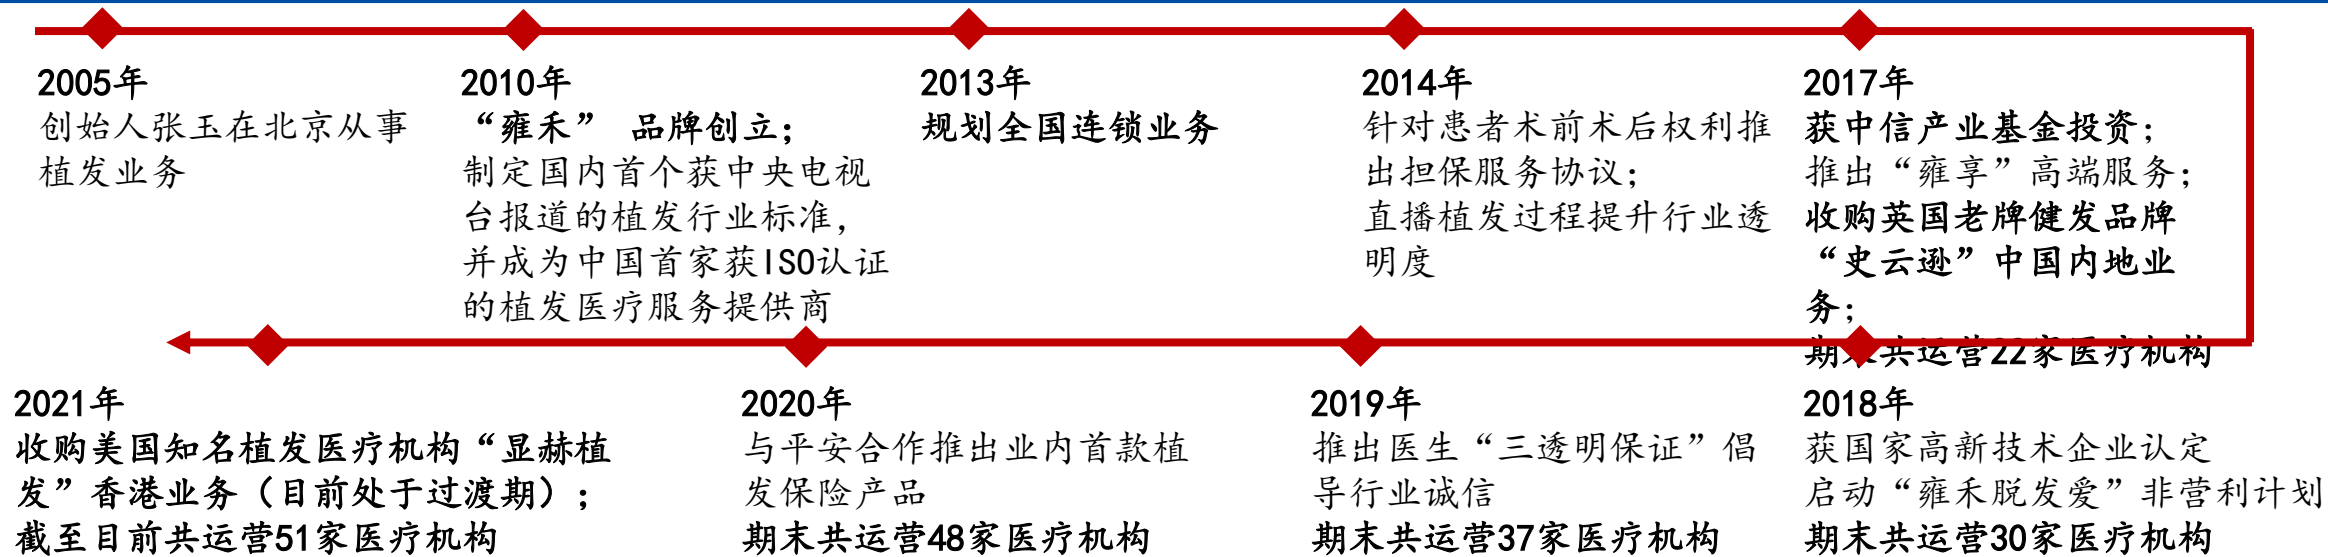 2005年
创始人张玉在北京从事
植发业务
2010年
“雍禾” 品牌创立；
制定国内首个获中央电视
台报道的植发行业标准，
并成为中国首家获ISO认证
的植发医疗服务提供商
2013年
规划全国连锁业务
2014年
针对患者术前术后权利推
出担保服务协议；
直播植发过程提升行业透
明度
2017年
获中信产业基金投资；
推出“雍享”高端服务；
收购英国老牌健发品牌
“史云逊”中国内地业
务；
期末共运营22家医疗机构
2018年
获国家高新技术企业认定
启动“雍禾脱发爱”非营利计划
期末共运营30家医疗机构
2019年
推出医生“三透明保证”倡
导行业诚信
期末共运营37家医疗机构
2020年
与平安合作推出业内首款植
发保险产品
期末共运营48家医疗机构
2021年
收购美国知名植发医疗机构“显赫植
发”香港业务（目前处于过渡期）；
截至目前共运营51家医疗机构